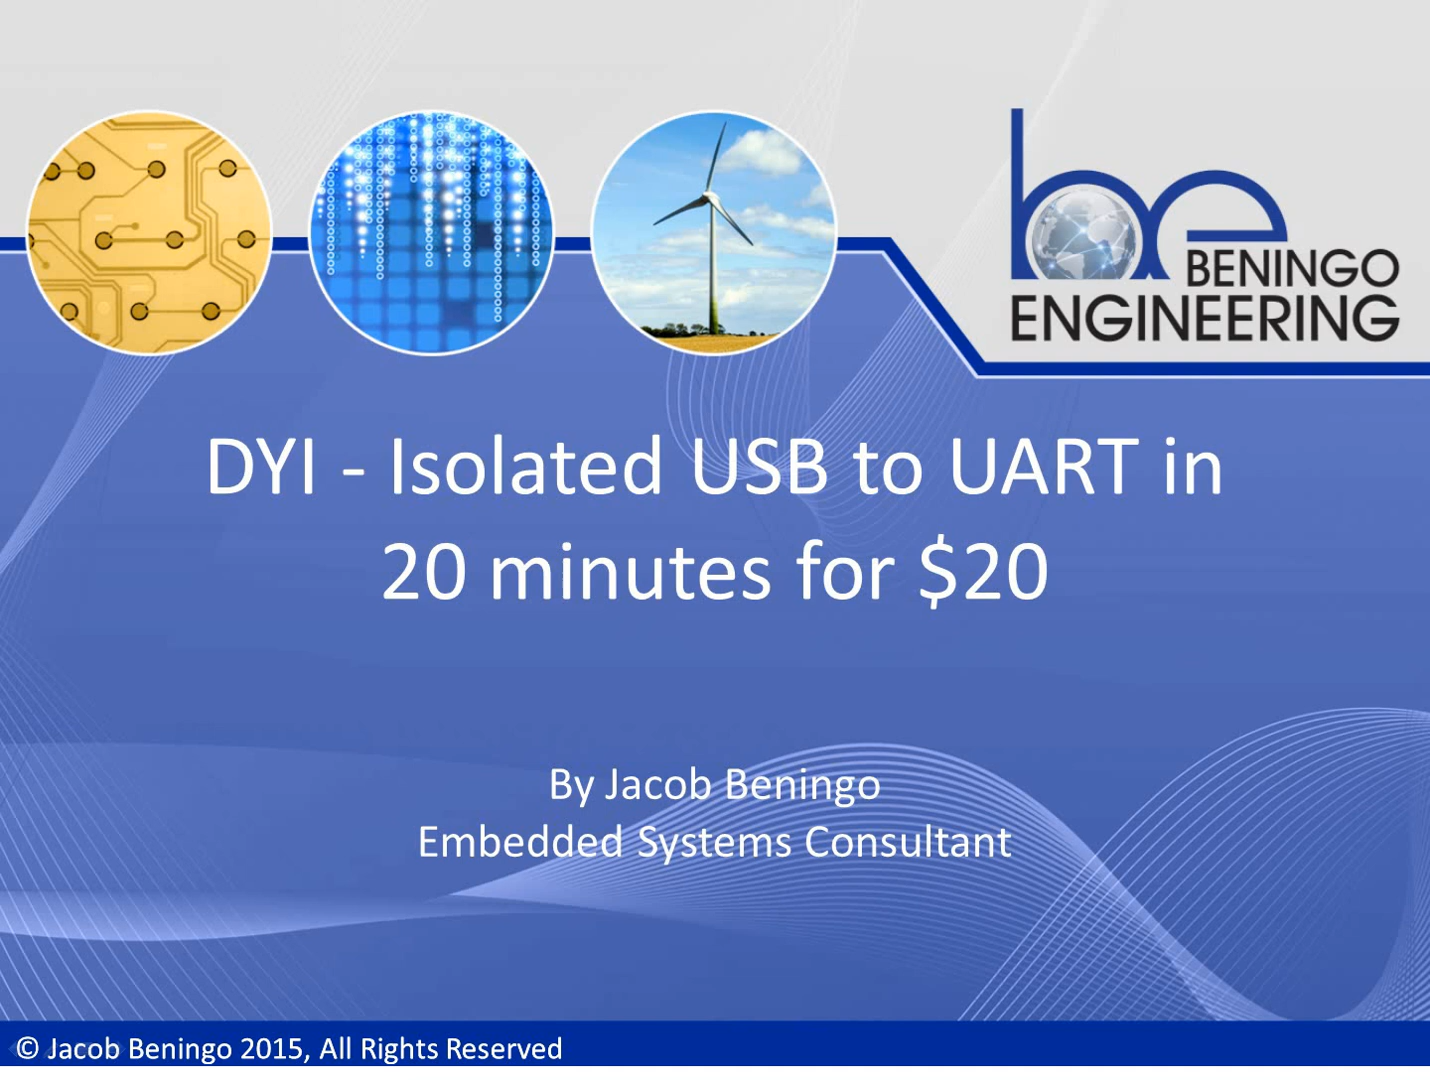 be
BENINGO
ENGINEERING
DYI - Isolated USB to UART in
20 minutes for $20
By Jacob Beningo
Embedded Systems Consultant
© Jacob Beningo 2015, All Rights Reserved